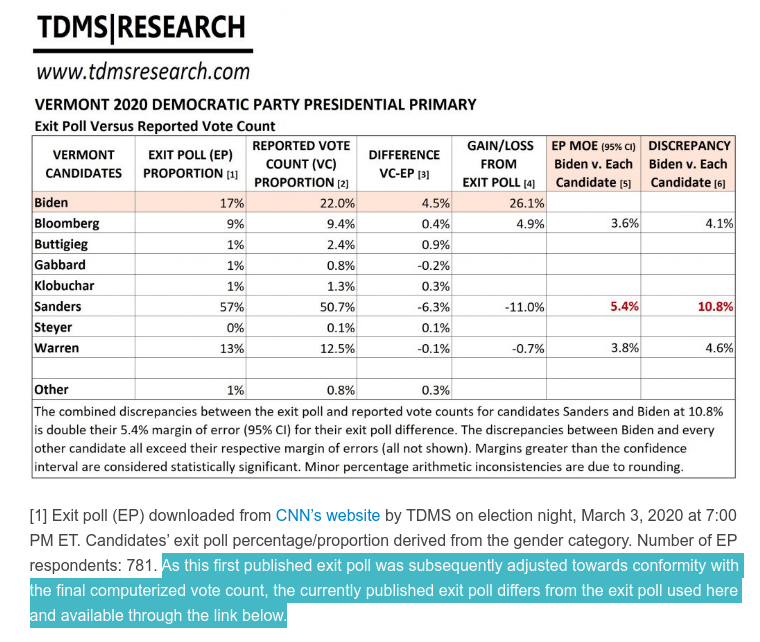 TDMS|RESEARCH
www.tdmsresearch.com
VERMONT 2020 DEMOCRATIC PARTY PRESIDENTIAL PRIMARY
Exit Poll Versus Reported Vote Count
VERMONT CANDIDATES | EXIT POLL (EP) PROPORTION [1] | REPORTED VOTE COUNT (VC) PROPORTION [2] | DIFFERENCE VC-EP [3] | GAIN/LOSS FROM EXIT POLL [4] | EP MOE (95% CI) Biden v. Each Candidate [5] | DISCREPANCY Biden v. Each Candidate [6]
Biden 17% 22.0% 4.5% 26.1%
Bloomberg 9% 9.4% 0.4% 4.9% 3.6% 4.1%
Buttigieg 1% 2.4% 0.9%
Gabbard 1% 0.8% -0.2%
Klobuchar 1% 1.3% 0.3%
Sanders 57% 50.7% -6.3% -11.0% 5.4% 10.8%
Steyer 0% 0.1% 0.1%
Warren 13% 12.5% -0.1% -0.7% 3.8% 4.6%
Other 1% 0.8% 0.3%
The combined discrepancies between the exit poll and reported vote counts for candidates Sanders and Biden at 10.8%
is double their 5.4% margin of error (95% CI) for their exit poll difference. The discrepancies between Biden and every
other candidate all exceed their respective margin of errors (all not shown). Margins greater than the confidence
interval are considered statistically significant. Minor percentage arithmetic inconsistencies are due to rounding.
[1] Exit poll (EP) downloaded from CNN's website by TDMS on election night, March 3, 2020 at 7:00
PM ET. Candidates' exit poll percentage/proportion derived from the gender category. Number of EP
respondents: 781. As this first published exit poll was subsequently adjusted towards conformity with
the final computerized vote count, the currently published exit poll differs from the exit poll used here
and available through the link below.